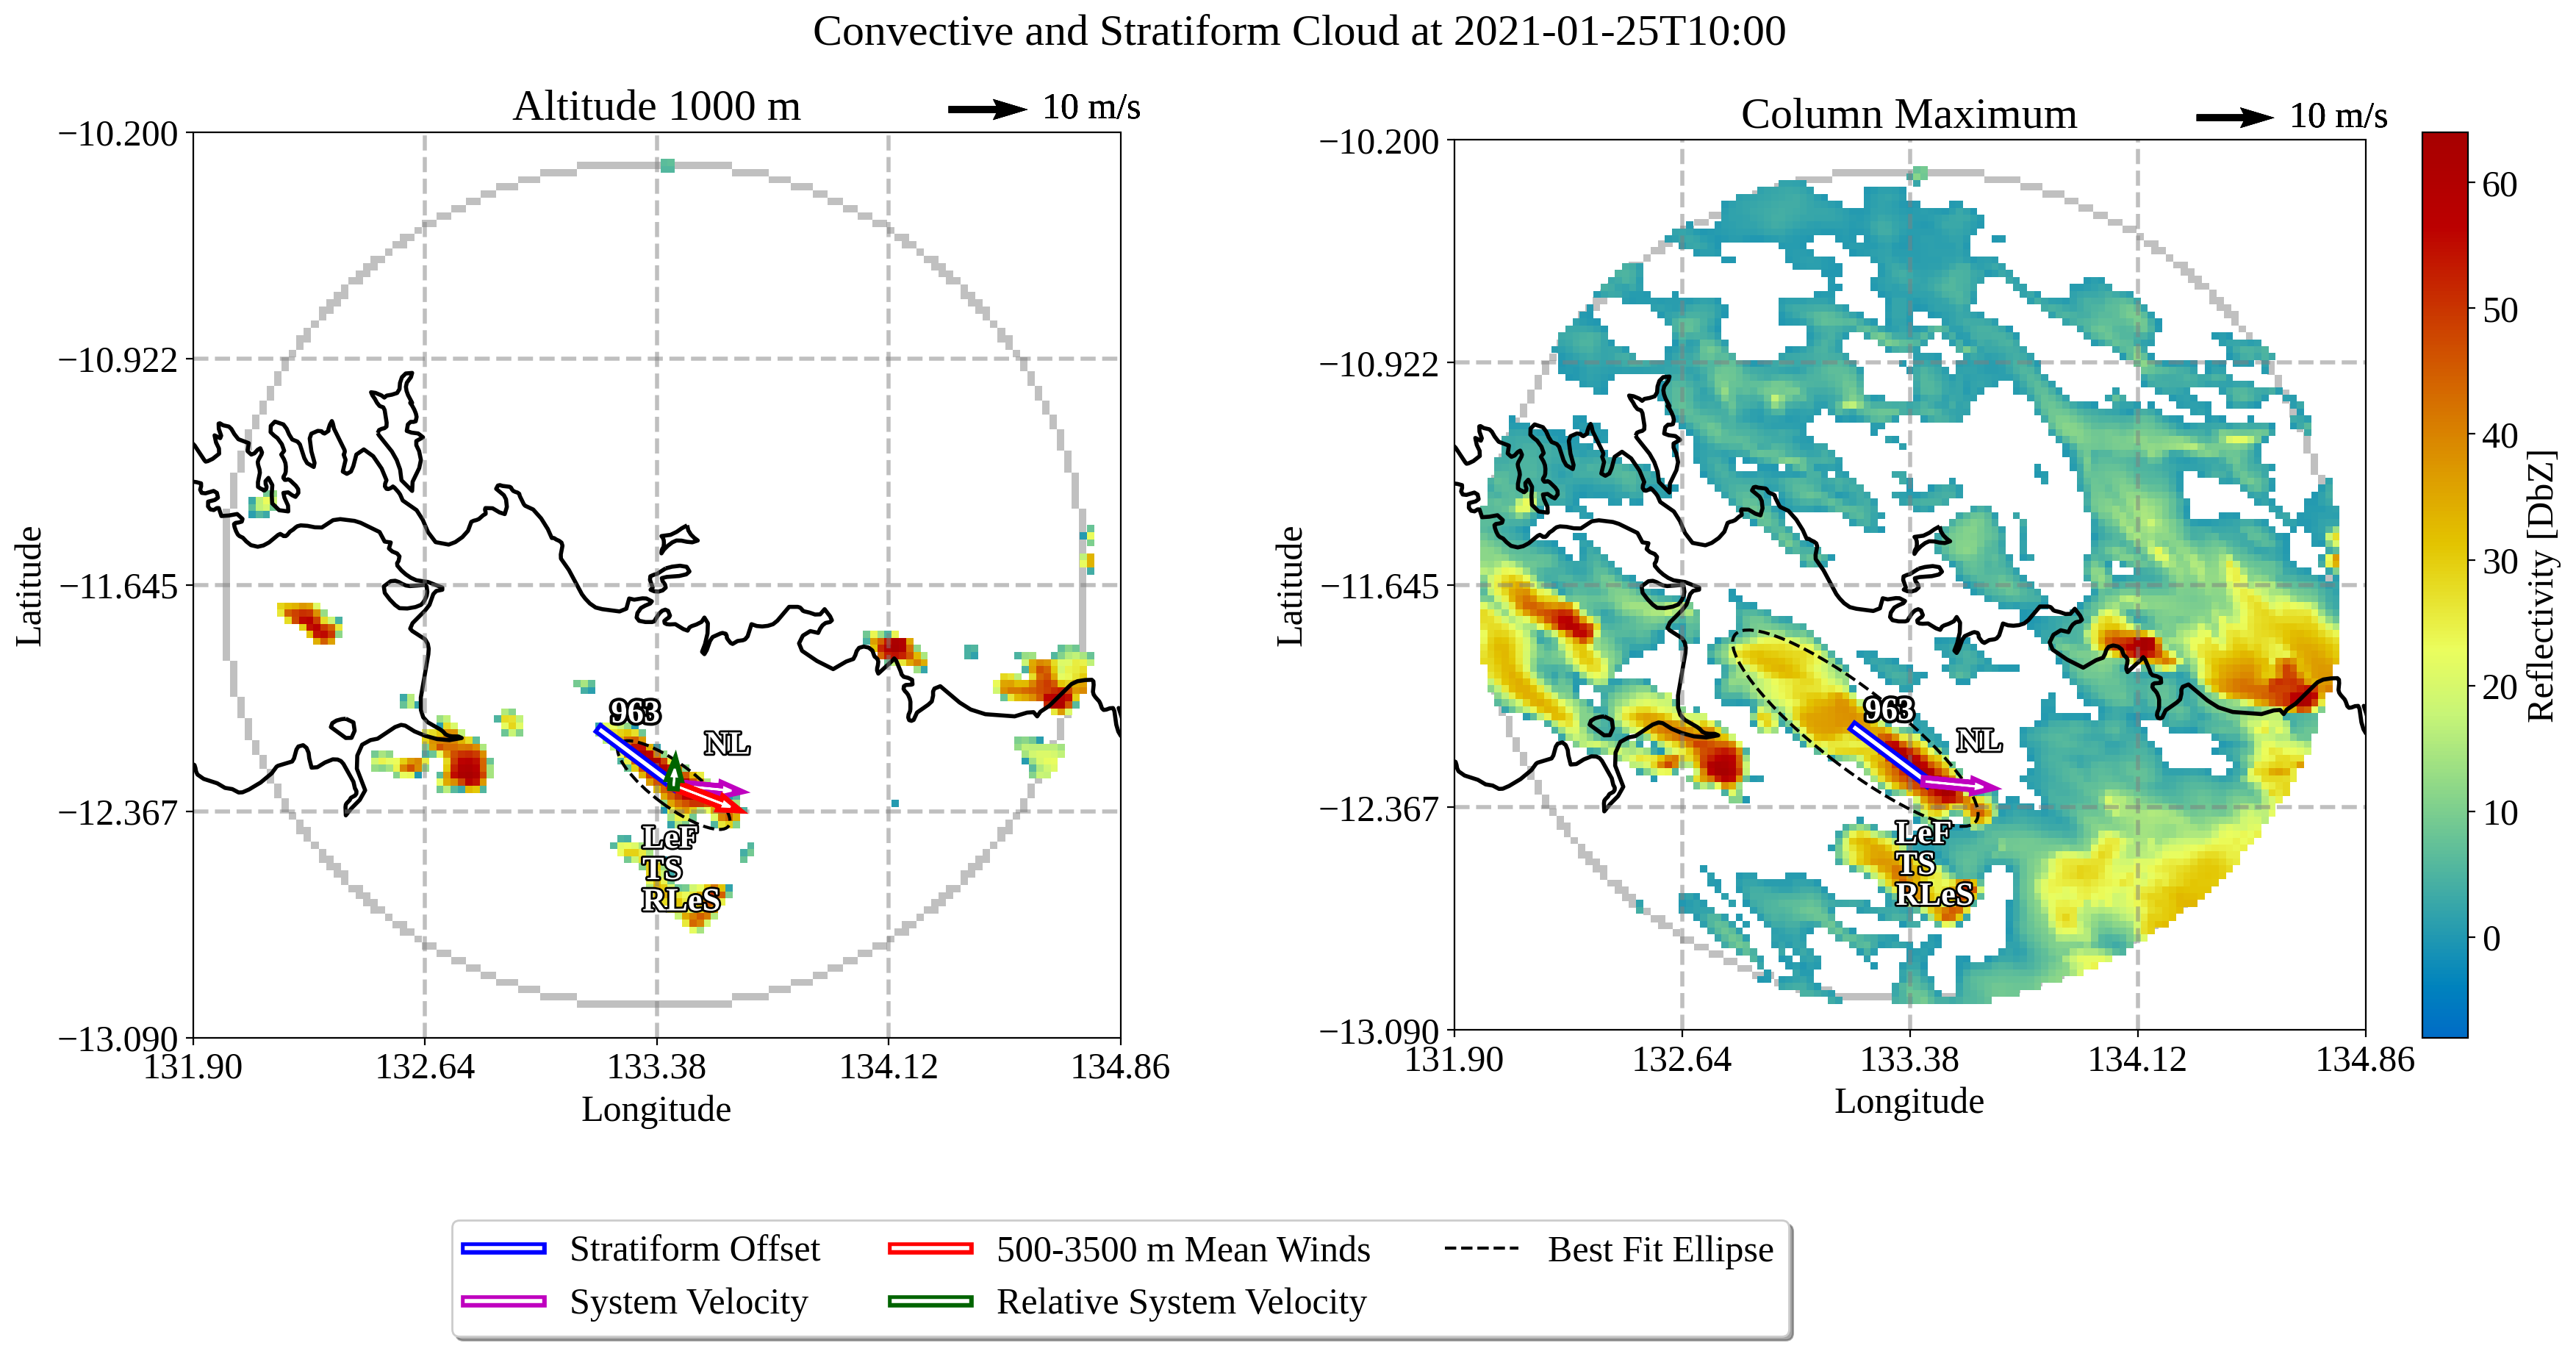 Convective and Stratiform Cloud at 2021-01-25T10:00
Altitude 1000 m
10 m/s
−10.200
−10.922
−11.645
−12.367
−13.090
Latitude
131.90
132.64
133.38
134.12
134.86
Longitude
963
NL
LeF
TS
RLeS
Column Maximum
10 m/s
−10.200
−10.922
−11.645
−12.367
−13.090
Latitude
131.90
132.64
133.38
134.12
134.86
Longitude
963
NL
LeF
TS
RLeS
60
50
40
30
20
10
0
Reflectivity [DbZ]
Stratiform Offset
System Velocity
500-3500 m Mean Winds
Relative System Velocity
Best Fit Ellipse